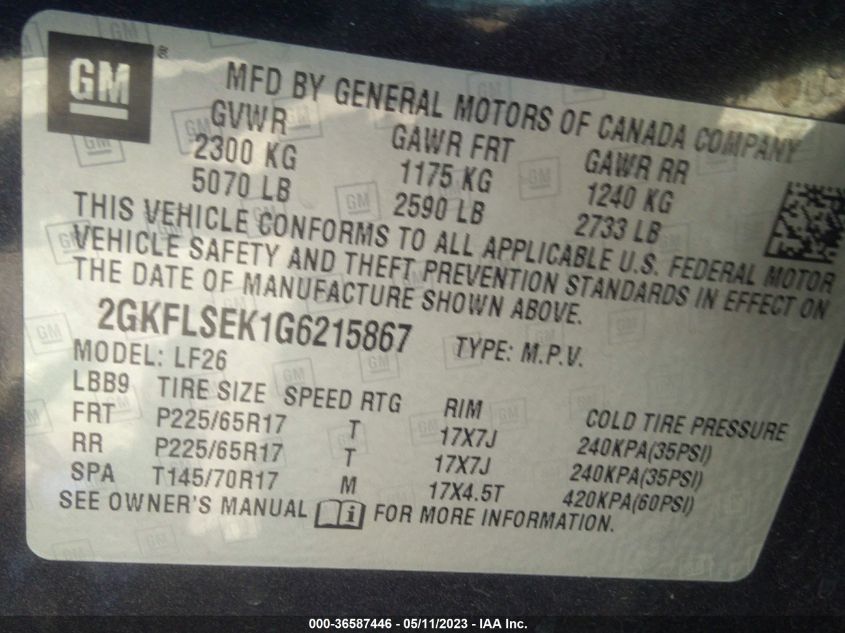 GM ®
MFD BY GENERAL MOTORS OF CANADA COMPANY
GVWR GAWR FRT GAWR RR
2300 KG 1175 KG 1240 KG
5070 LB 2590 LB 2733 LB
THIS VEHICLE CONFORMS TO ALL APPLICABLE U.S. FEDERAL MOTOR
VEHICLE SAFETY AND THEFT PREVENTION STANDARDS IN EFFECT ON
THE DATE OF MANUFACTURE SHOWN ABOVE.
2GKFLSEK1G6215867 TYPE: M.P.V.
MODEL: LF26
LBB9 TIRE SIZE SPEED RTG RIM COLD TIRE PRESSURE
FRT P225/65R17 T 17X7J 240KPA(35PSI)
RR P225/65R17 T 17X7J 240KPA(35PSI)
SPA T145/70R17 M 17X4.5T 420KPA(60PSI)
SEE OWNER'S MANUAL i FOR MORE INFORMATION.
000-36587446 - 05/11/2023 - IAA Inc.